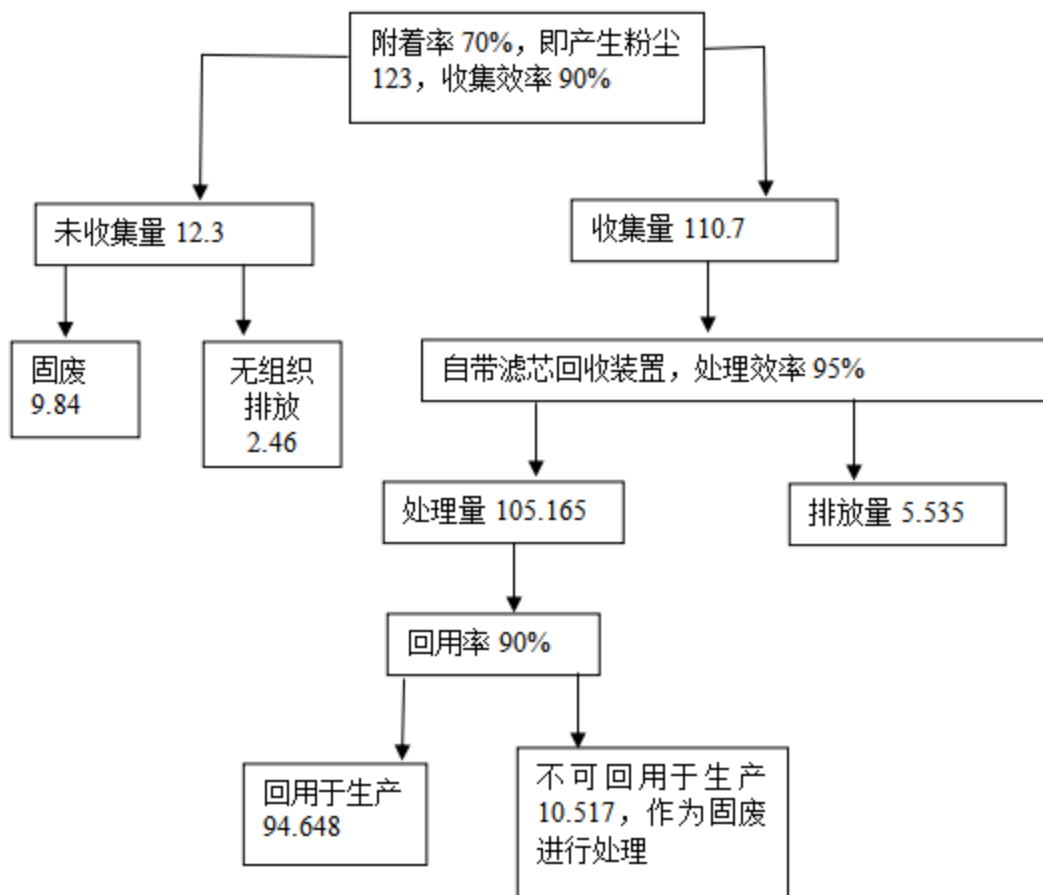 附着率 70%，即产生粉尘
123，收集效率 90%
未收集量 12.3
收集量 110.7
固废
9.84
无组织
排放
2.46
自带滤芯回收装置，处理效率 95%
处理量 105.165
排放量 5.535
回用率 90%
回用于生产
94.648
不可回用于生产
10.517，作为固废
进行处理